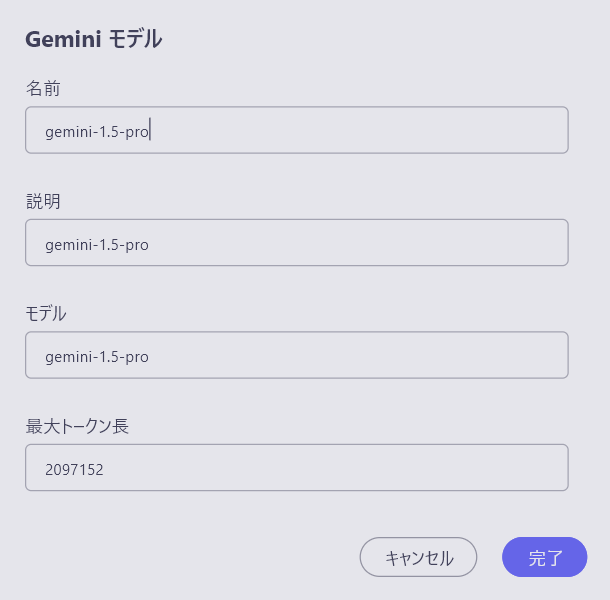 Gemini モデル
名前
gemini-1.5-pro
説明
gemini-1.5-pro
モデル
gemini-1.5-pro
最大トークン長
2097152
キャンセル 完了